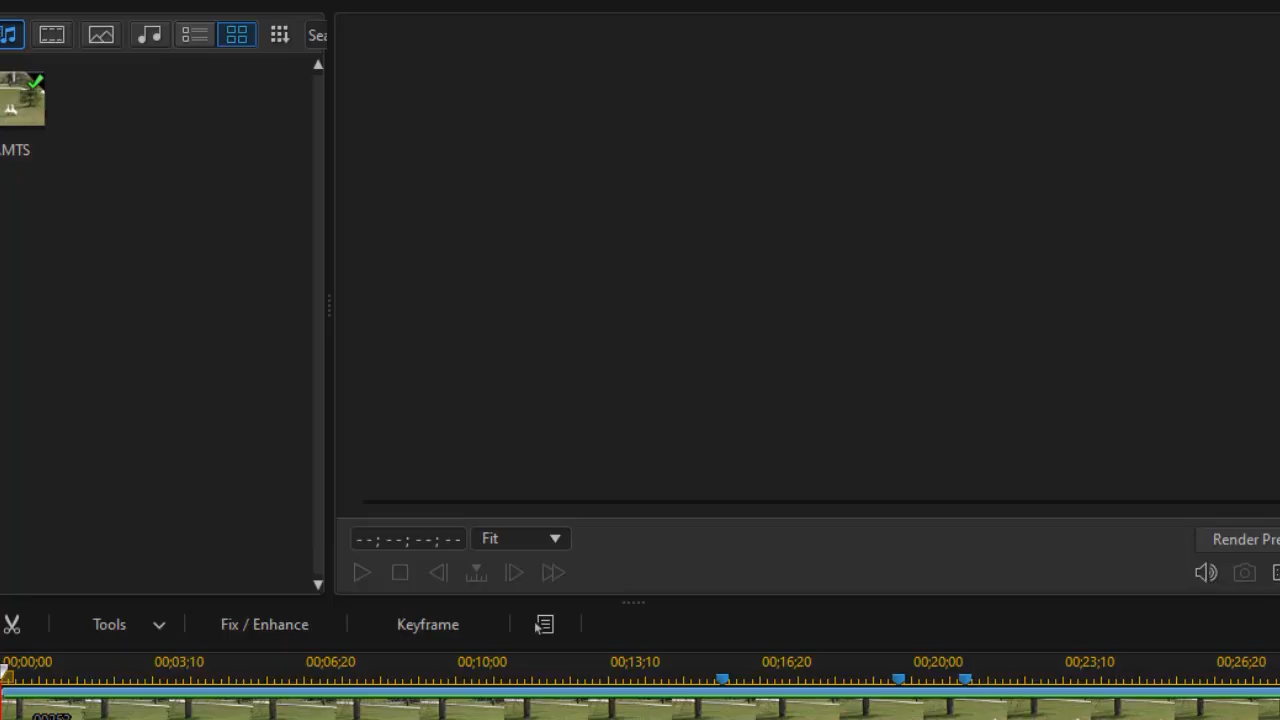 Sea
.MTS
--;--;--;--
Fit
Render Pre
Tools
Fix / Enhance
Keyframe
00;00;00 00;03;10 00;06;20 00;10;00 00;13;10 00;16;20 00;20;00 00;23;10 00;26;20